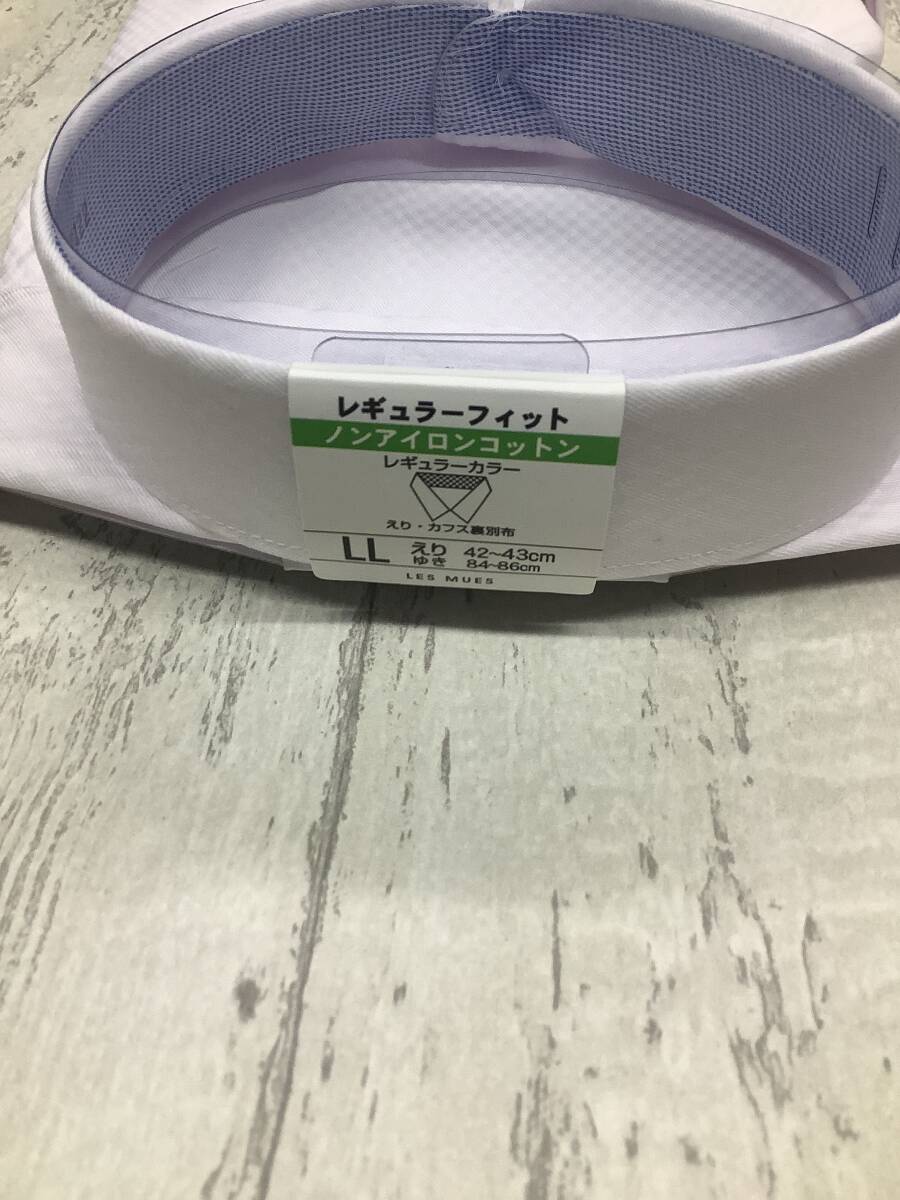 レギュラーフィット
ノンアイロンコットン
レギュラーカラー
えり・カフス裏別布
LL えり 42~43cm
ゆき 84~86cm
LES MUES